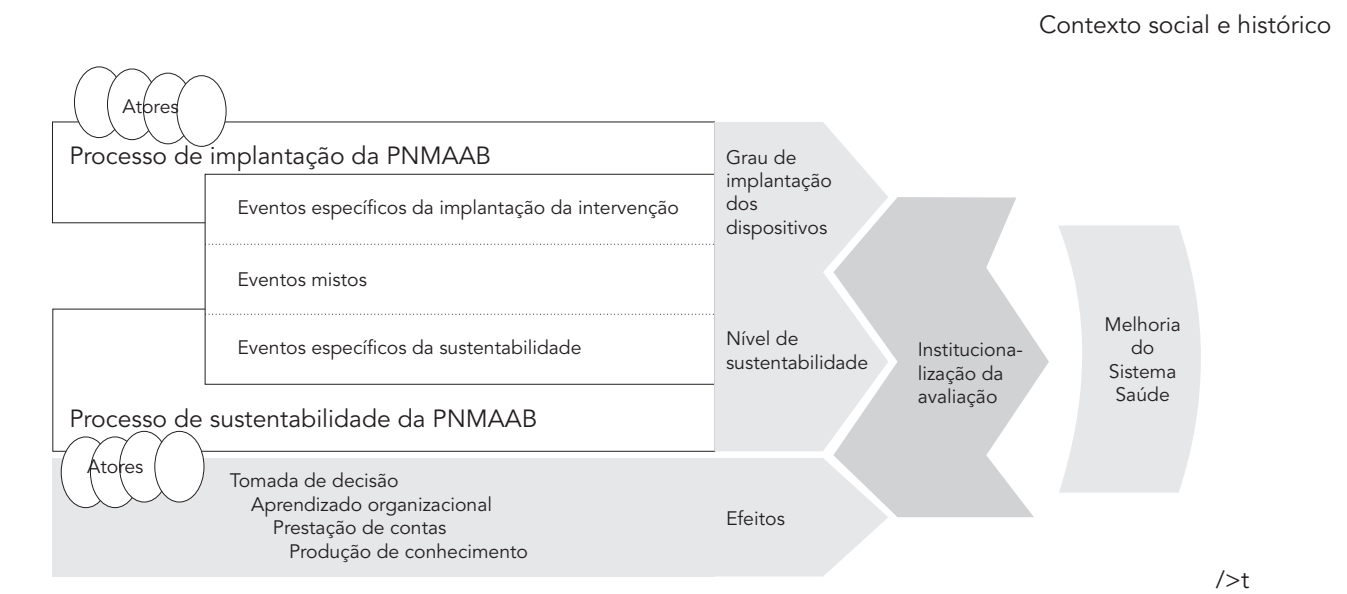 Contexto social e histórico
Atores
Processo de implantação da PNMAAB
Eventos específicos da implantação da intervenção
Eventos mistos
Eventos específicos da sustentabilidade
Processo de sustentabilidade da PNMAAB
Atores
Tomada de decisão
Aprendizado organizacional
Prestação de contas
Produção de conhecimento
Grau de
implantação
dos
dispositivos
Nível de
sustentabilidade
Efeitos
Instituciona-
lização da
avaliação
Melhoria
do
Sistema
Saúde
/>t